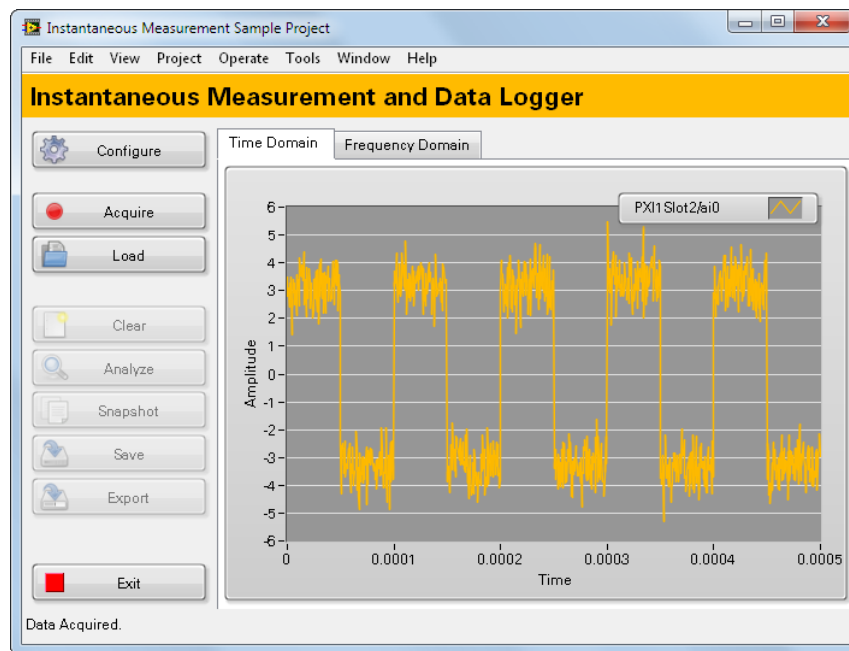 Instantaneous Measurement Sample Project
File Edit View Project Operate Tools Window Help
Instantaneous Measurement and Data Logger
Configure
Acquire
Load
Clear
Analyze
Snapshot
Save
Export
Exit
Data Acquired.
Time Domain Frequency Domain
PXI1Slot2/ai0
Amplitude
6
5
4
3
2
1
0
-1
-2
-3
-4
-5
-6
0 0.0001 0.0002 0.0003 0.0004 0.0005
Time